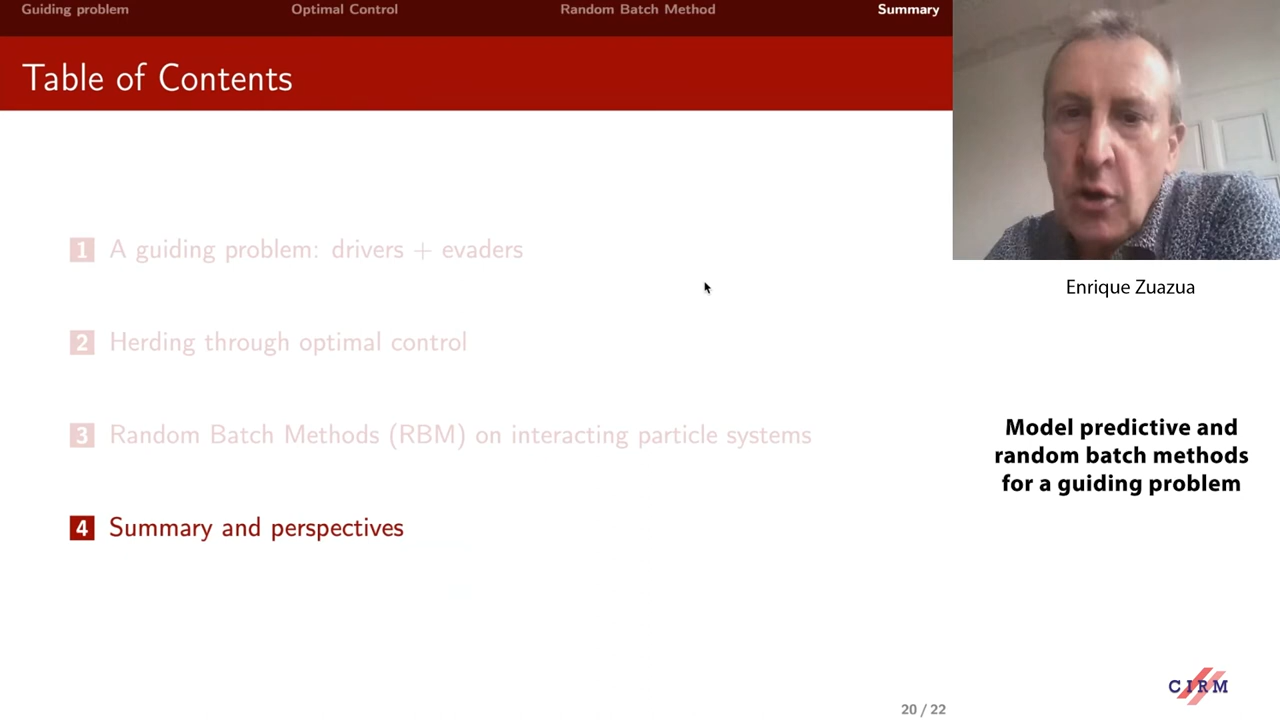 Guiding problem
Optimal Control
Random Batch Method
Summary
Table of Contents
1 A guiding problem: drivers + evaders
2 Herding through optimal control
3 Random Batch Methods (RBM) on interacting particle systems
4 Summary and perspectives
20 / 22
Enrique Zuazua
Model predictive and
random batch methods
for a guiding problem
CIRM